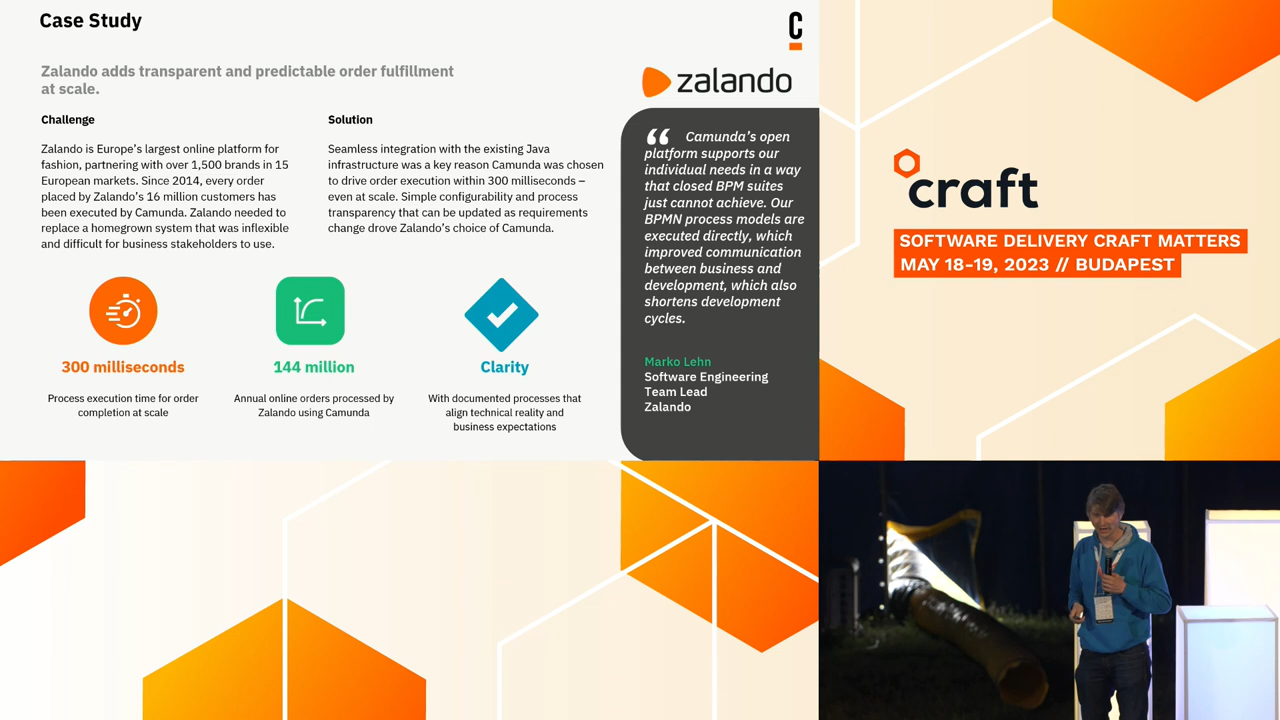 Case Study
C
Zalando adds transparent and predictable order fulfillment
at scale.
zalando
Challenge
Zalando is Europe's largest online platform for
fashion, partnering with over 1,500 brands in 15
European markets. Since 2014, every order
placed by Zalando's 16 million customers has
been executed by Camunda. Zalando needed to
replace a homegrown system that was inflexible
and difficult for business stakeholders to use.
Solution
Seamless integration with the existing Java
infrastructure was a key reason Camunda was chosen
to drive order execution within 300 milliseconds –
even at scale. Simple configurability and process
transparency that can be updated as requirements
change drove Zalando's choice of Camunda.
300 milliseconds
Process execution time for order
completion at scale
144 million
Annual online orders processed by
Zalando using Camunda
Clarity
With documented processes that
align technical reality and
business expectations
“ Camunda's open
platform supports our
individual needs in a way
that closed BPM suites
just cannot achieve. Our
BPMN process models are
executed directly, which
improved communication
between business and
development, which also
shortens development
cycles.
Marko Lehn
Software Engineering
Team Lead
Zalando
craft
SOFTWARE DELIVERY CRAFT MATTERS
MAY 18-19, 2023 // BUDAPEST